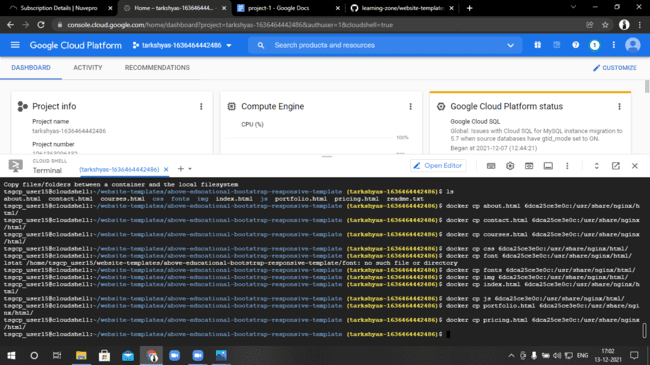 Subscription Details | Nuvepro
Home – tarkshyas-1636464442486
project-1 - Google Docs
learning-zone/website-template
console.cloud.google.com/home/dashboard?project=tarkshyas-1636464442486&authuser=1&cloudshell=true
Google Cloud Platform
tarkshyas-1636464442486
Search products and resources
1
DASHBOARD
ACTIVITY
RECOMMENDATIONS
CUSTOMIZE
Project info
Project name
tarkshyas-1636464442486
Project number
Compute Engine
CPU (%)
100%
Google Cloud Platform status
Google Cloud SQL
Global: Issues with Cloud SQL for MySQL instance migration to
5.7 when source databases have gtid_mode set to ON.
Began at 2021-12-07 (12:44:21)
CLOUD SHELL
Terminal
(tarkshyas-1636464442486)
Open Editor
Copy files/folders between a container and the local filesystem
tsgcp_user15@cloudshell:~/website-templates/above-educational-bootstrap-responsive-template (tarkshyas-1636464442486)$ ls
about.html contact.html courses.html css fonts img index.html js portfolio.html pricing.html readme.txt
tsgcp_user15@cloudshell:~/website-templates/above-educational-bootstrap-responsive-template (tarkshyas-1636464442486)$ docker cp about.html 6dca25ce3e0c:/usr/share/nginx
/html/
tsgcp_user15@cloudshell:~/website-templates/above-educational-bootstrap-responsive-template (tarkshyas-1636464442486)$ docker cp contact.html 6dca25ce3e0c:/usr/share/ngi
nx/html/
tsgcp_user15@cloudshell:~/website-templates/above-educational-bootstrap-responsive-template (tarkshyas-1636464442486)$ docker cp courses.html 6dca25ce3e0c:/usr/share/ngi
nx/html/
tsgcp_user15@cloudshell:~/website-templates/above-educational-bootstrap-responsive-template (tarkshyas-1636464442486)$ docker cp css 6dca25ce3e0c:/usr/share/nginx/html/
tsgcp_user15@cloudshell:~/website-templates/above-educational-bootstrap-responsive-template (tarkshyas-1636464442486)$ docker cp font 6dca25ce3e0c:/usr/share/nginx/html/
lstat /home/tsgcp_user15/website-templates/above-educational-bootstrap-responsive-template/font: no such file or directory
tsgcp_user15@cloudshell:~/website-templates/above-educational-bootstrap-responsive-template (tarkshyas-1636464442486)$ docker cp fonts 6dca25ce3e0c:/usr/share/nginx/html/
tsgcp_user15@cloudshell:~/website-templates/above-educational-bootstrap-responsive-template (tarkshyas-1636464442486)$ docker cp img 6dca25ce3e0c:/usr/share/nginx/html/
tsgcp_user15@cloudshell:~/website-templates/above-educational-bootstrap-responsive-template (tarkshyas-1636464442486)$ docker cp index.html 6dca25ce3e0c:/usr/share/nginx/h
tml/
tsgcp_user15@cloudshell:~/website-templates/above-educational-bootstrap-responsive-template (tarkshyas-1636464442486)$ docker cp js 6dca25ce3e0c:/usr/share/nginx/html/
tsgcp_user15@cloudshell:~/website-templates/above-educational-bootstrap-responsive-template (tarkshyas-1636464442486)$ docker cp portfolio.html 6dca25ce3e0c:/usr/share/ngi
nx/html/
tsgcp_user15@cloudshell:~/website-templates/above-educational-bootstrap-responsive-template (tarkshyas-1636464442486)$ docker cp pricing.html 6dca25ce3e0c:/usr/share/nginx
/html/
tsgcp_user15@cloudshell:~/website-templates/above-educational-bootstrap-responsive-template (tarkshyas-1636464442486)$
17:02
ENG
13-12-2021